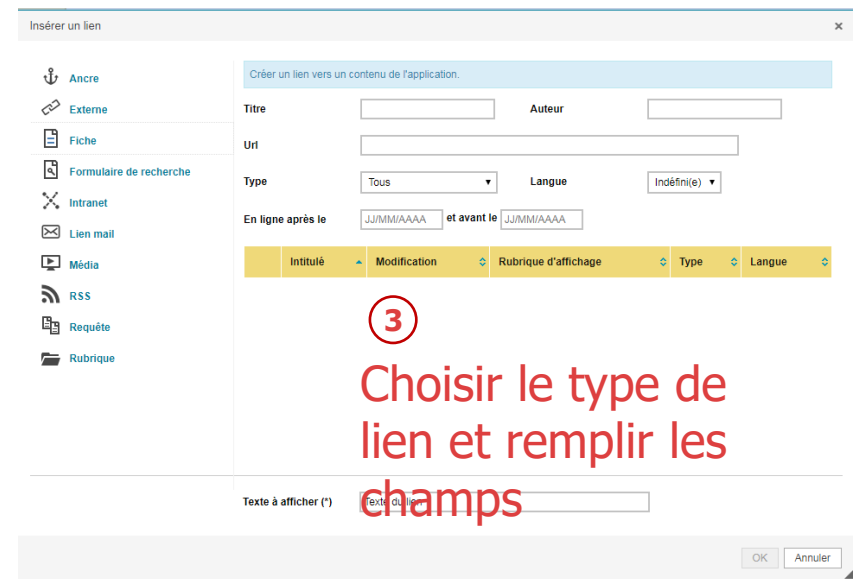 Insérer un lien ×
Ancre
Externe
Fiche
Formulaire de recherche
Intranet
Lien mail
Média
RSS
Requête
Rubrique
Créer un lien vers un contenu de l'application.
Titre Auteur
Url
Type Tous Langue Indéfini(e)
En ligne après le JJ/MM/AAAA et avant le JJ/MM/AAAA
Intitulé Modification Rubrique d'affichage Type Langue
3
Choisir le type de
lien et remplir les
champs
Texte à afficher (*) Texte du lien
OK Annuler